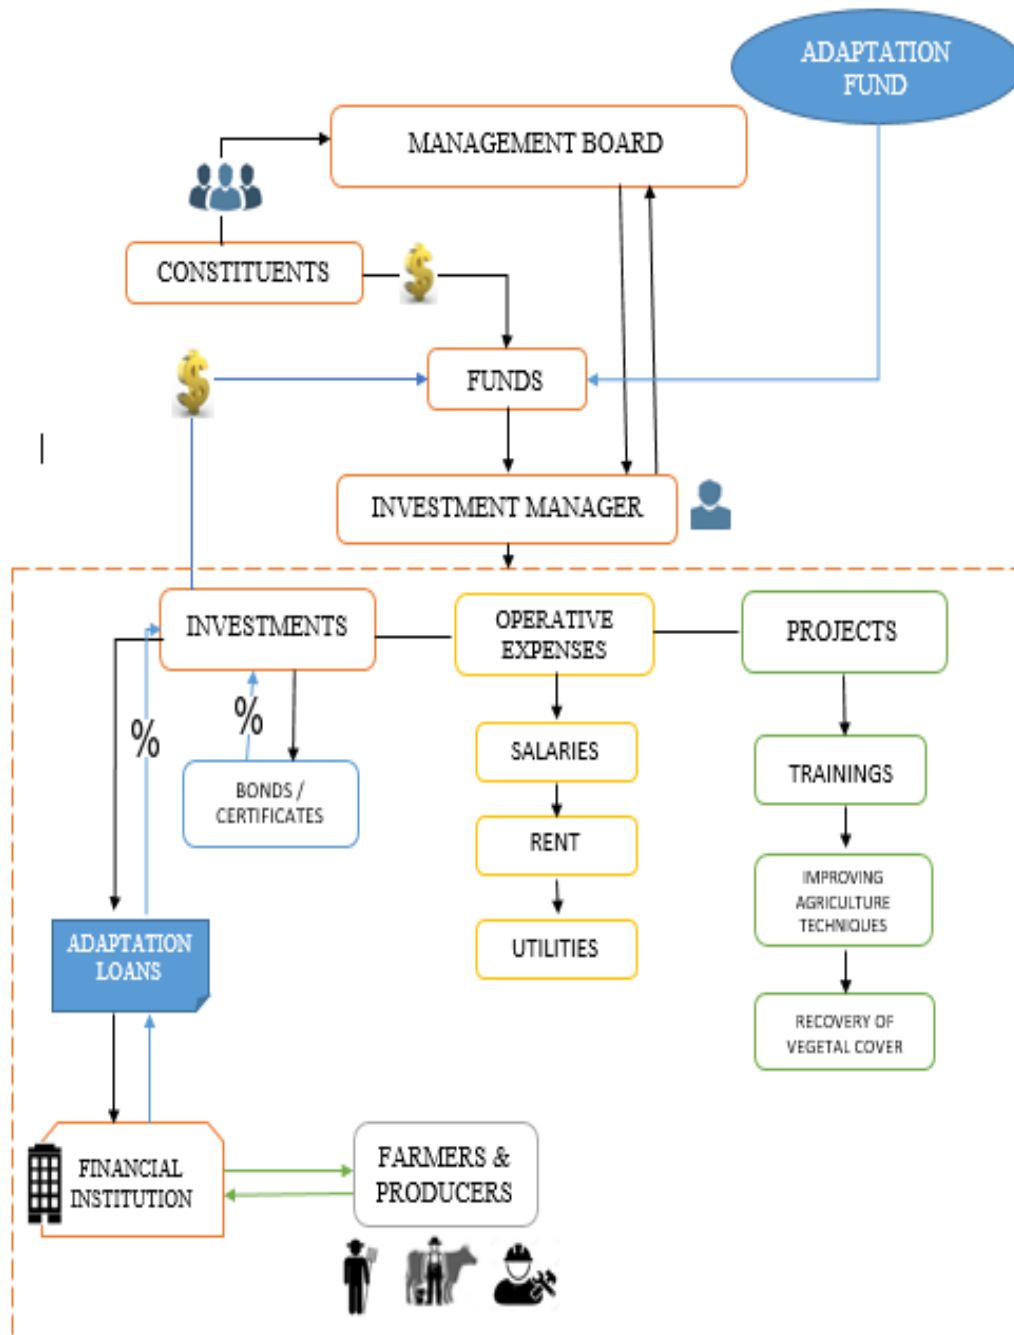 ADAPTATION
FUND
MANAGEMENT BOARD
CONSTITUENTS
$
$
FUNDS
INVESTMENT MANAGER
INVESTMENTS
OPERATIVE
EXPENSES
PROJECTS
%
%
BONDS /
CERTIFICATES
SALARIES
TRAININGS
RENT
IMPROVING
AGRICULTURE
TECHNIQUES
ADAPTATION
LOANS
UTILITIES
RECOVERY OF
VEGETAL COVER
FINANCIAL
INSTITUTION
FARMERS &
PRODUCERS